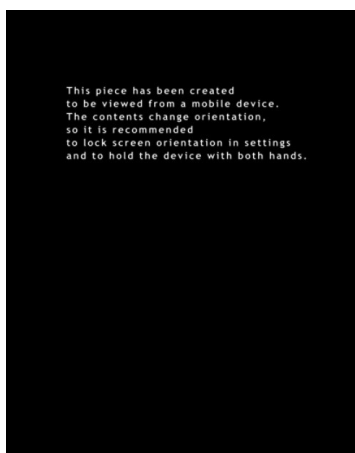 This piece has been created
to be viewed from a mobile device.
The contents change orientation,
so it is recommended
to lock screen orientation in settings
and to hold the device with both hands.